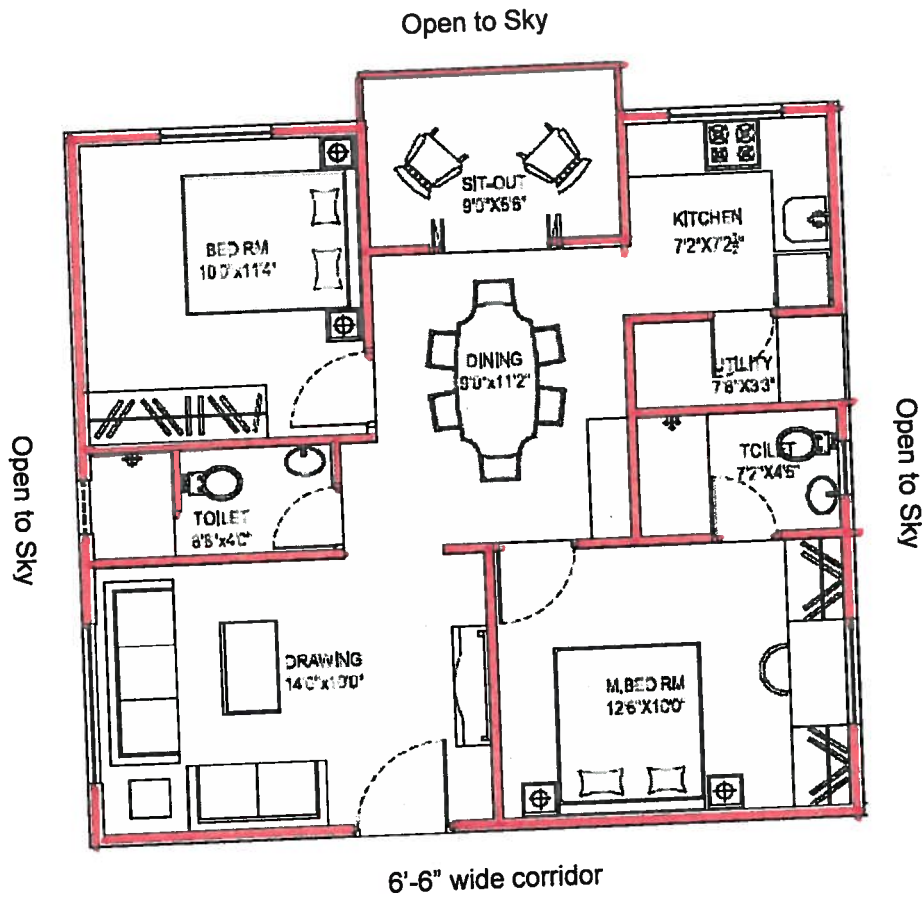 Open to Sky
SIT-OUT
9'0"X5'6"
KITCHEN
7'2"X7'2½"
BED RM
10'0"x11'4"
DINING
9'0"x11'2"
UTILITY
7'8"X3'3"
Open to Sky
Open to Sky
TOILET
7'2"X4'6"
TOILET
8'8"x4'0"
DRAWING
14'0"x10'0"
M.BED RM
12'6"X10'0"
6'-6" wide corridor